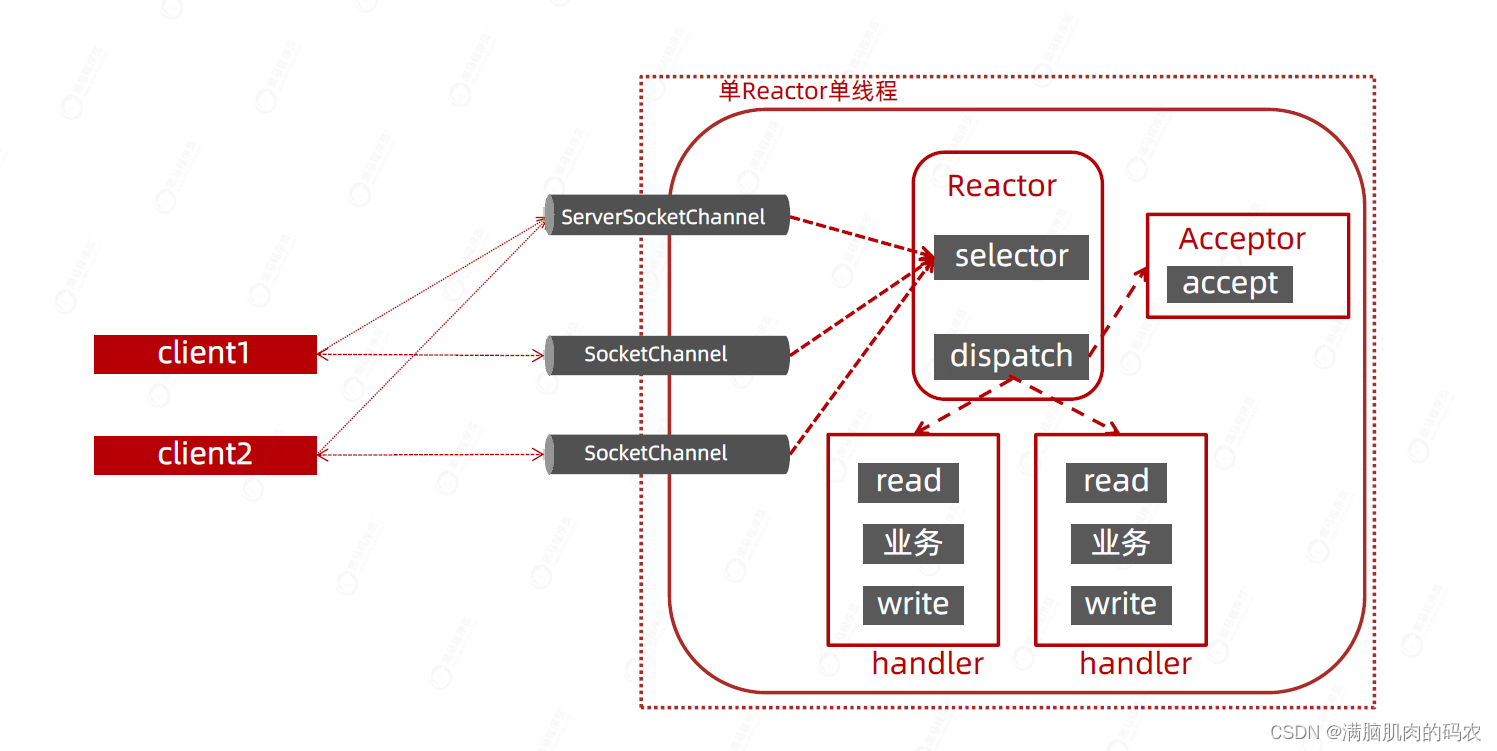 单Reactor单线程
Reactor
ServerSocketChannel
selector
Acceptor
accept
client1
SocketChannel
dispatch
client2
SocketChannel
read
业务
write
handler
read
业务
write
handler
CSDN @满脑肌肉的码农